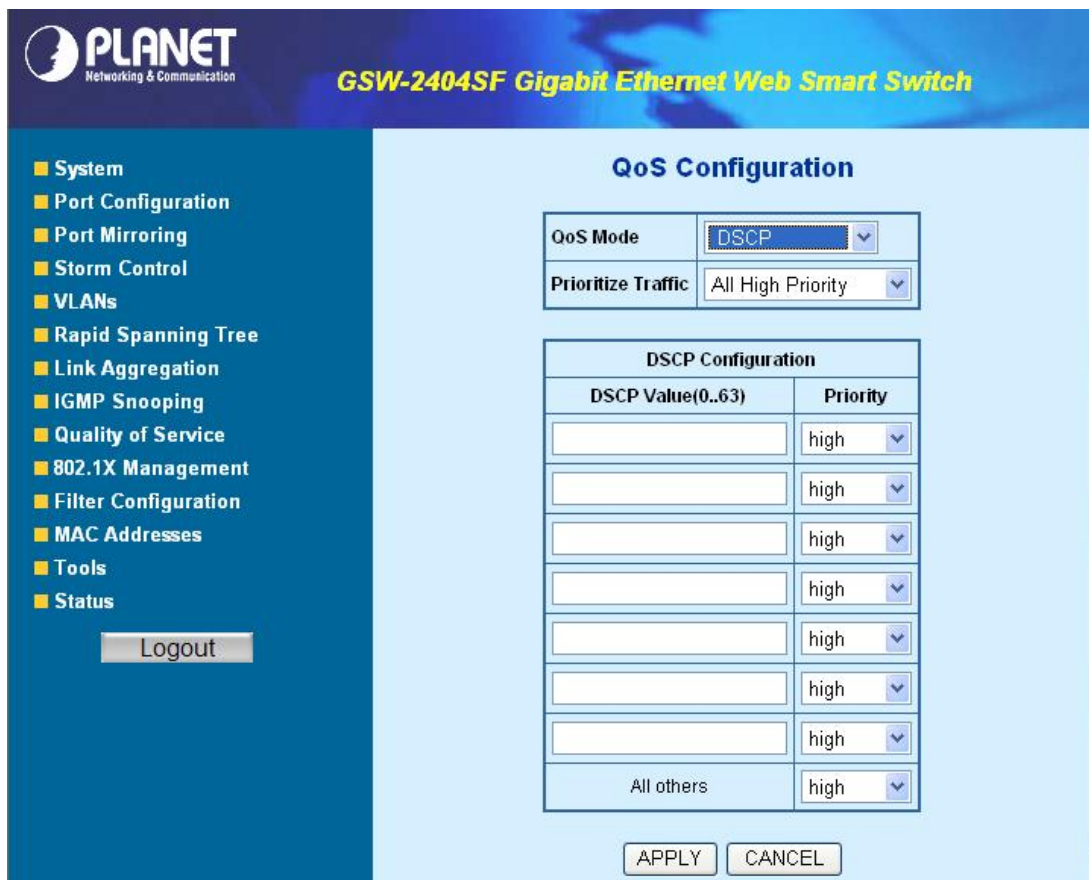 PLANET
Networking & Communication
GSW-2404SF Gigabit Ethernet Web Smart Switch
System
Port Configuration
Port Mirroring
Storm Control
VLANs
Rapid Spanning Tree
Link Aggregation
IGMP Snooping
Quality of Service
802.1X Management
Filter Configuration
MAC Addresses
Tools
Status
Logout
QoS Configuration
QoS Mode DSCP
Prioritize Traffic All High Priority
DSCP Configuration
DSCP Value(0..63) Priority
high
high
high
high
high
high
high
All others high
APPLY CANCEL